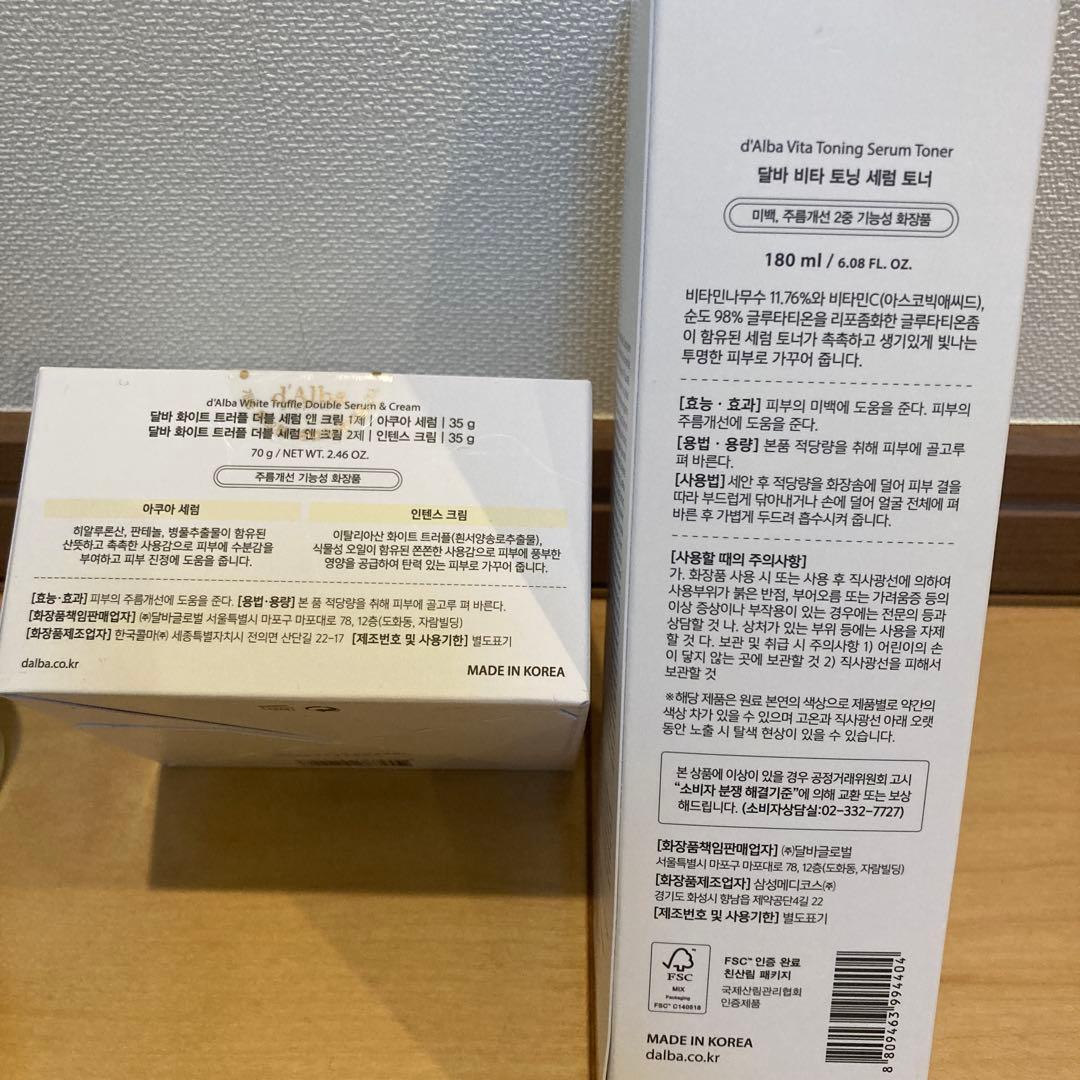 d'Alba
d'Alba White Truffle Double Serum & Cream
달바 화이트 트러플 더블 세럼 앤 크림 1제 | 아쿠아 세럼 | 35 g
달바 화이트 트러플 더블 세럼 앤 크림 2제 | 인텐스 크림 | 35 g
70 g / NET WT. 2.46 OZ.
주름개선 기능성 화장품
아쿠아 세럼
히알루론산, 판테놀, 병풀추출물이 함유된
산뜻하고 촉촉한 사용감으로 피부에 수분감을
부여하고 피부 진정에 도움을 줍니다.
인텐스 크림
이탈리아산 화이트 트러플(흰서양송로추출물),
식물성 오일이 함유된 쫀쫀한 사용감으로 피부에 풍부한
영양을 공급하여 탄력 있는 피부로 가꾸어 줍니다.
[효능·효과] 피부의 주름개선에 도움을 준다. [용법·용량] 본 품 적당량을 취해 피부에 골고루 펴 바른다.
[화장품책임판매업자] ㈜달바글로벌 서울특별시 마포구 마포대로 78, 12층(도화동, 자람빌딩)
[화장품제조업자] 한국콜마㈜ 세종특별자치시 전의면 산단길 22-17 [제조번호 및 사용기한] 별도표기
dalba.co.kr
MADE IN KOREA
d'Alba Vita Toning Serum Toner
달바 비타 토닝 세럼 토너
미백, 주름개선 2중 기능성 화장품
180 ml / 6.08 FL. OZ.
비타민나무수 11.76%와 비타민C(아스코빅애씨드),
순도 98% 글루타티온을 리포좀화한 글루타티온좀
이 함유된 세럼 토너가 촉촉하고 생기있게 빛나는
투명한 피부로 가꾸어 줍니다.
[효능 · 효과] 피부의 미백에 도움을 준다. 피부의
주름개선에 도움을 준다.
[용법 · 용량] 본품 적당량을 취해 피부에 골고루
펴 바른다.
[사용법] 세안 후 적당량을 화장솜에 덜어 피부 결을
따라 부드럽게 닦아내거나 손에 덜어 얼굴 전체에 펴
바른 후 가볍게 두드려 흡수시켜 줍니다.
[사용할 때의 주의사항]
가. 화장품 사용 시 또는 사용 후 직사광선에 의하여
사용부위가 붉은 반점, 부어오름 또는 가려움증 등의
이상 증상이나 부작용이 있는 경우에는 전문의 등과
상담할 것 나. 상처가 있는 부위 등에는 사용을 자제
할 것 다. 보관 및 취급 시 주의사항 1) 어린이의 손
이 닿지 않는 곳에 보관할 것 2) 직사광선을 피해서
보관할 것
※해당 제품은 원료 본연의 색상으로 제품별로 약간의
색상 차가 있을 수 있으며 고온과 직사광선 아래 오랫
동안 노출 시 탈색 현상이 있을 수 있습니다.
본 상품에 이상이 있을 경우 공정거래위원회 고시
“소비자 분쟁 해결기준”에 의해 교환 또는 보상
해드립니다. (소비자상담실:02-332-7727)
[화장품책임판매업자] ㈜달바글로벌
서울특별시 마포구 마포대로 78, 12층(도화동, 자람빌딩)
[화장품제조업자] 삼성메디코스㈜
경기도 화성시 향남읍 제약공단4길 22
[제조번호 및 사용기한] 별도표기
FSC
MIX
Packaging
FSC™ C140518
FSC™ 인증 완료
친산림 패키지
국제산림관리협회
인증제품
MADE IN KOREA
dalba.co.kr
8 809463 994404